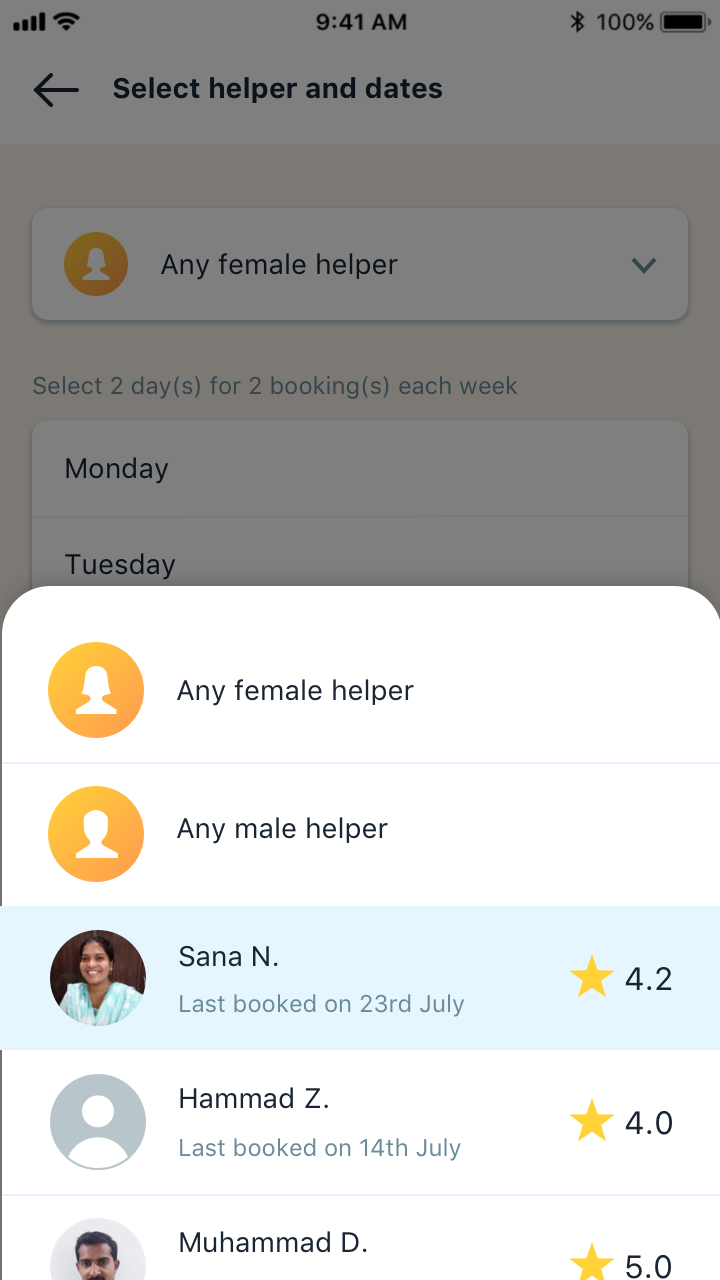 9:41 AM 100%
Select helper and dates
Any female helper
Select 2 day(s) for 2 booking(s) each week
Monday
Tuesday
Any female helper
Any male helper
Sana N.
Last booked on 23rd July
4.2
Hammad Z.
Last booked on 14th July
4.0
Muhammad D.
5.0